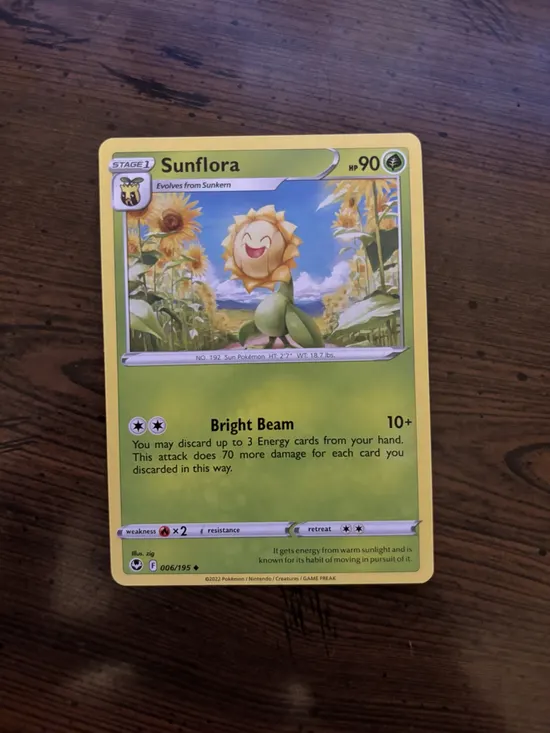 STAGE 1
Sunflora
HP 90
Evolves from Sunkern
NO. 192 Sun Pokémon HT: 2'7" WT: 18.7 lbs.
Bright Beam 10+
You may discard up to 3 Energy cards from your hand.
This attack does 70 more damage for each card you
discarded in this way.
weakness ×2 resistance retreat
Illus. zig
It gets energy from warm sunlight and is
known for its habit of moving in pursuit of it.
F 006/195
©2022 Pokémon / Nintendo / Creatures / GAME FREAK